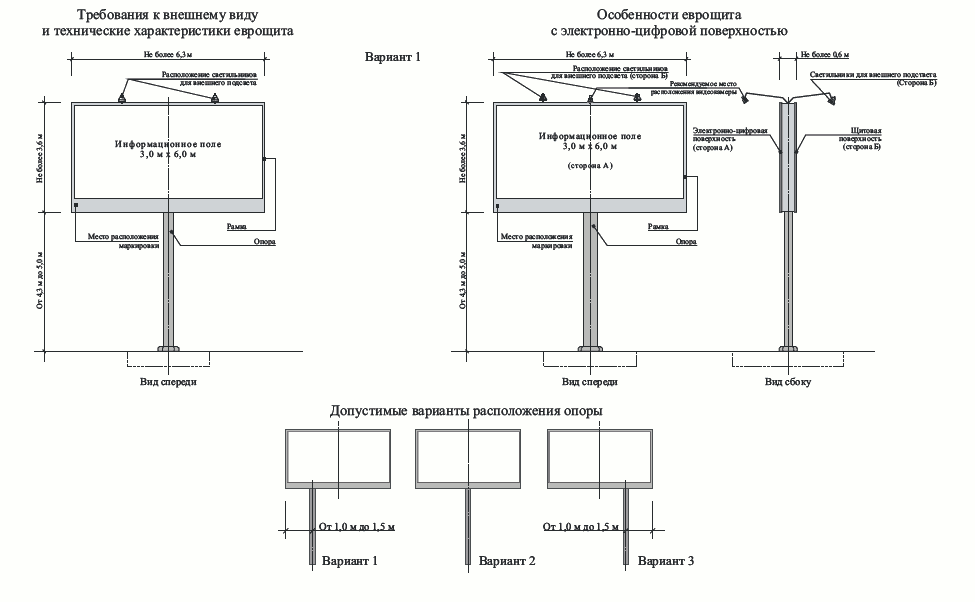 Требования к внешнему виду
и технические характеристики еврощита
Не более 6,3 м
Расположение светильников
для внешнего подсвета
Не более 3,6 м
Информационное поле
3,0 м х 6,0 м
Рамка
Место расположения
маркировки
Опора
От 4,3 м до 5,0 м
Вид спереди
Вариант 1
Особенности еврощита
с электронно-цифровой поверхностью
Не более 6,3 м
Расположение светильников
для внешнего подсвета (сторона Б)
Рекомендуемое место
расположения видеокамеры
Не более 3,6 м
Информационное поле
3,0 м х 6,0 м
(сторона А)
Рамка
Место расположения
маркировки
Опора
От 4,3 м до 5,0 м
Вид спереди
Не более 0,6 м
Светильники для внешнего подсвета
(Сторона Б)
Электронно-цифровая
поверхность
(сторона А)
Щитовая
поверхность
(сторона Б)
Вид сбоку
Допустимые варианты расположения опоры
От 1,0 м до 1,5 м
Вариант 1
Вариант 2
От 1,0 м до 1,5 м
Вариант 3